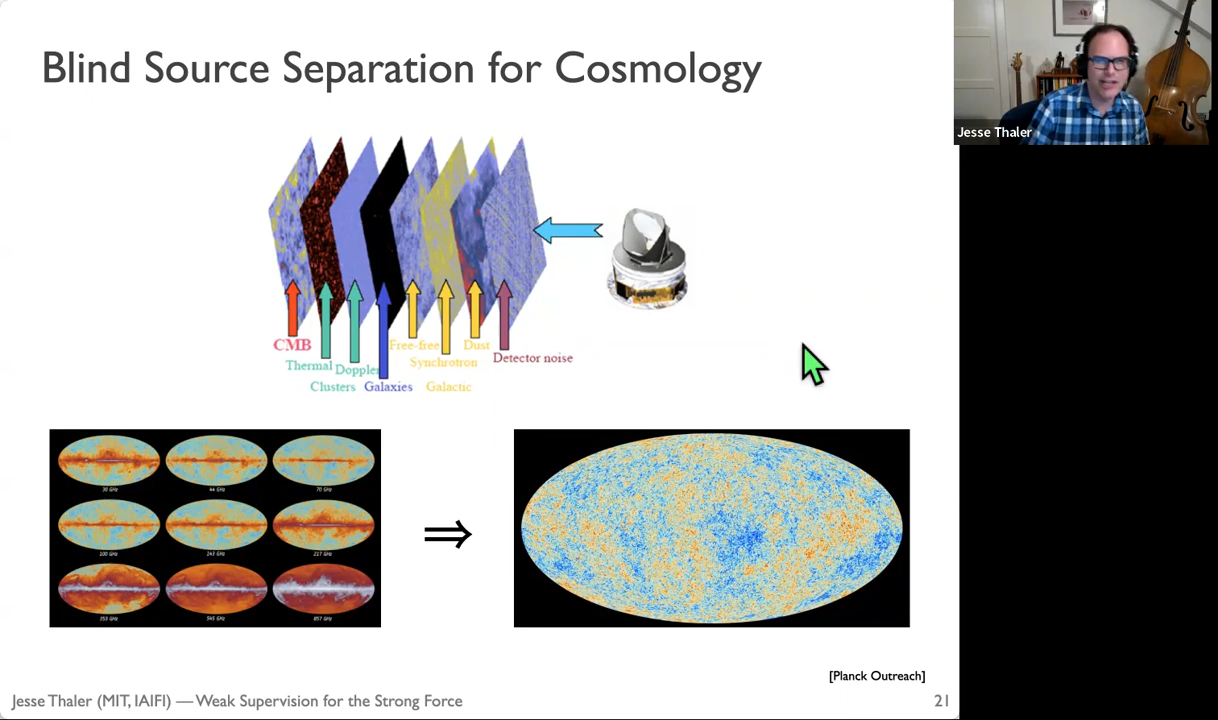 Blind Source Separation for Cosmology
Jesse Thaler
CMB
Free-free
Dust
Detector noise
Thermal
Doppler
Synchrotron
Clusters
Galaxies
Galactic
30 GHz
44 GHz
70 GHz
100 GHz
143 GHz
217 GHz
353 GHz
545 GHz
857 GHz
⇒
[Planck Outreach]
Jesse Thaler (MIT, IAIFI) — Weak Supervision for the Strong Force
21